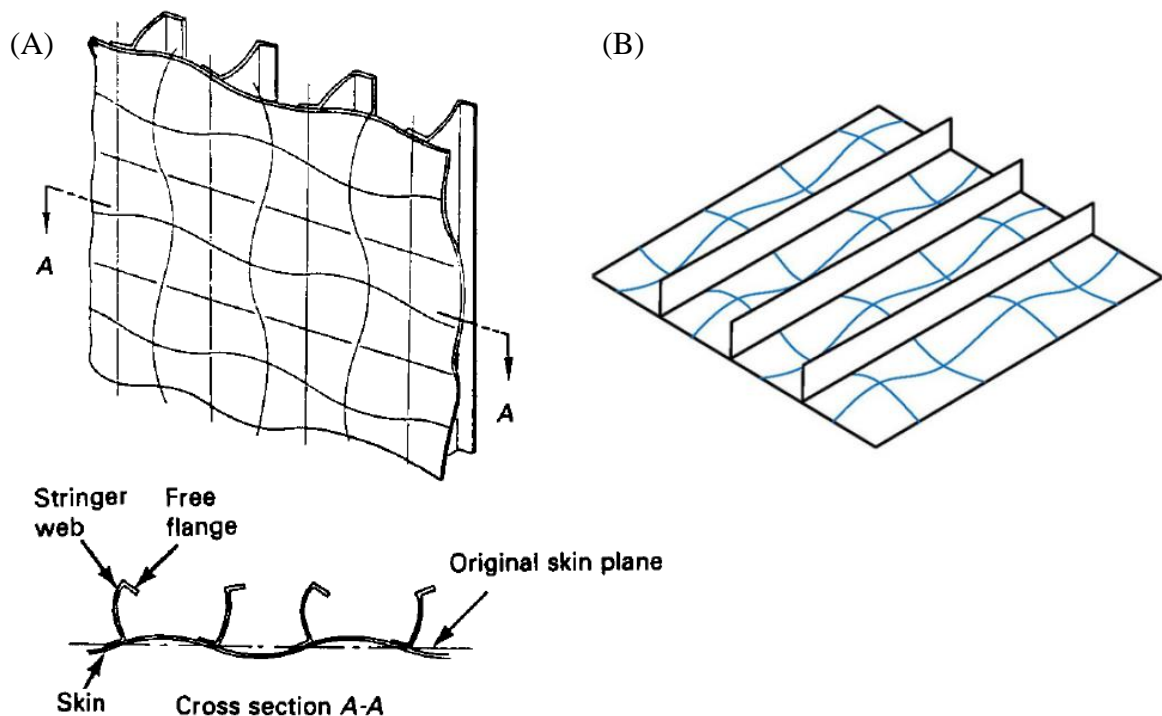 (A)
(B)
A
A
Stringer
web
Free
flange
Original skin plane
Skin
Cross section A-A